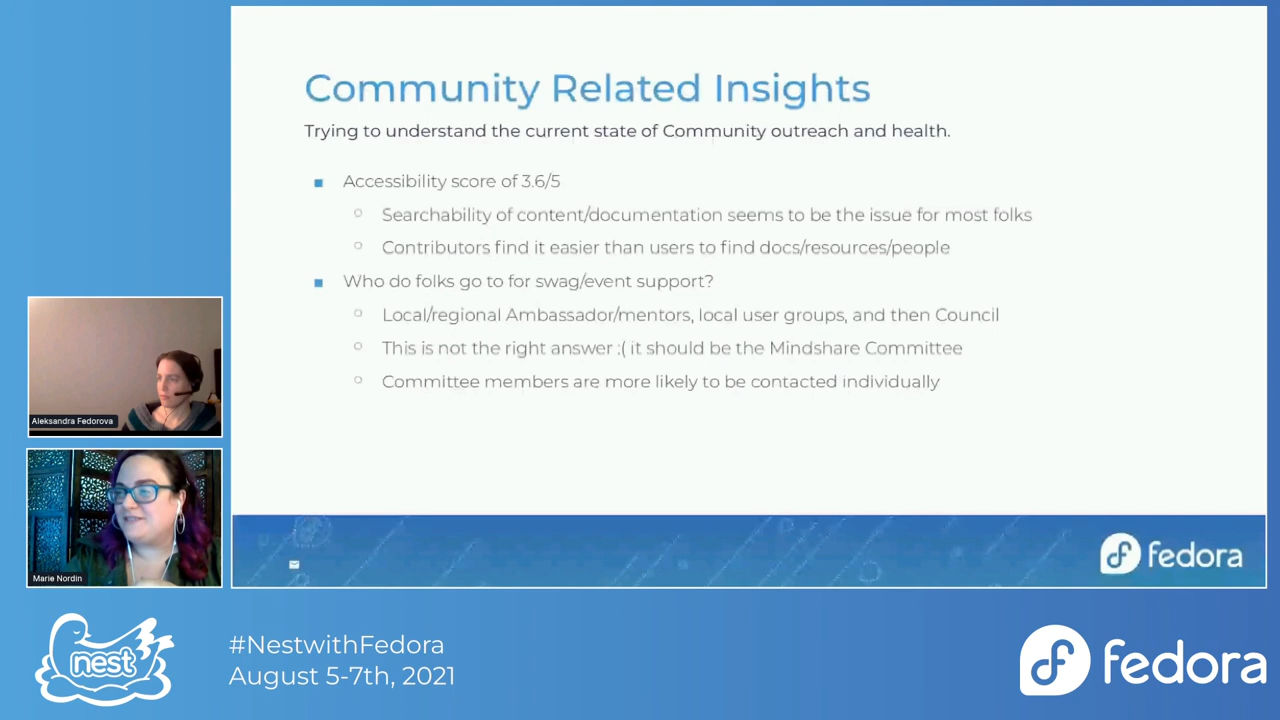 Community Related Insights
Trying to understand the current state of Community outreach and health.
Accessibility score of 3.6/5
Searchability of content/documentation seems to be the issue for most folks
Contributors find it easier than users to find docs/resources/people
Who do folks go to for swag/event support?
Local/regional Ambassador/mentors, local user groups, and then Council
This is not the right answer :( it should be the Mindshare Committee
Committee members are more likely to be contacted individually
Aleksandra Fedorova
Marie Nordin
fedora
nest
#NestwithFedora
August 5-7th, 2021
fedora